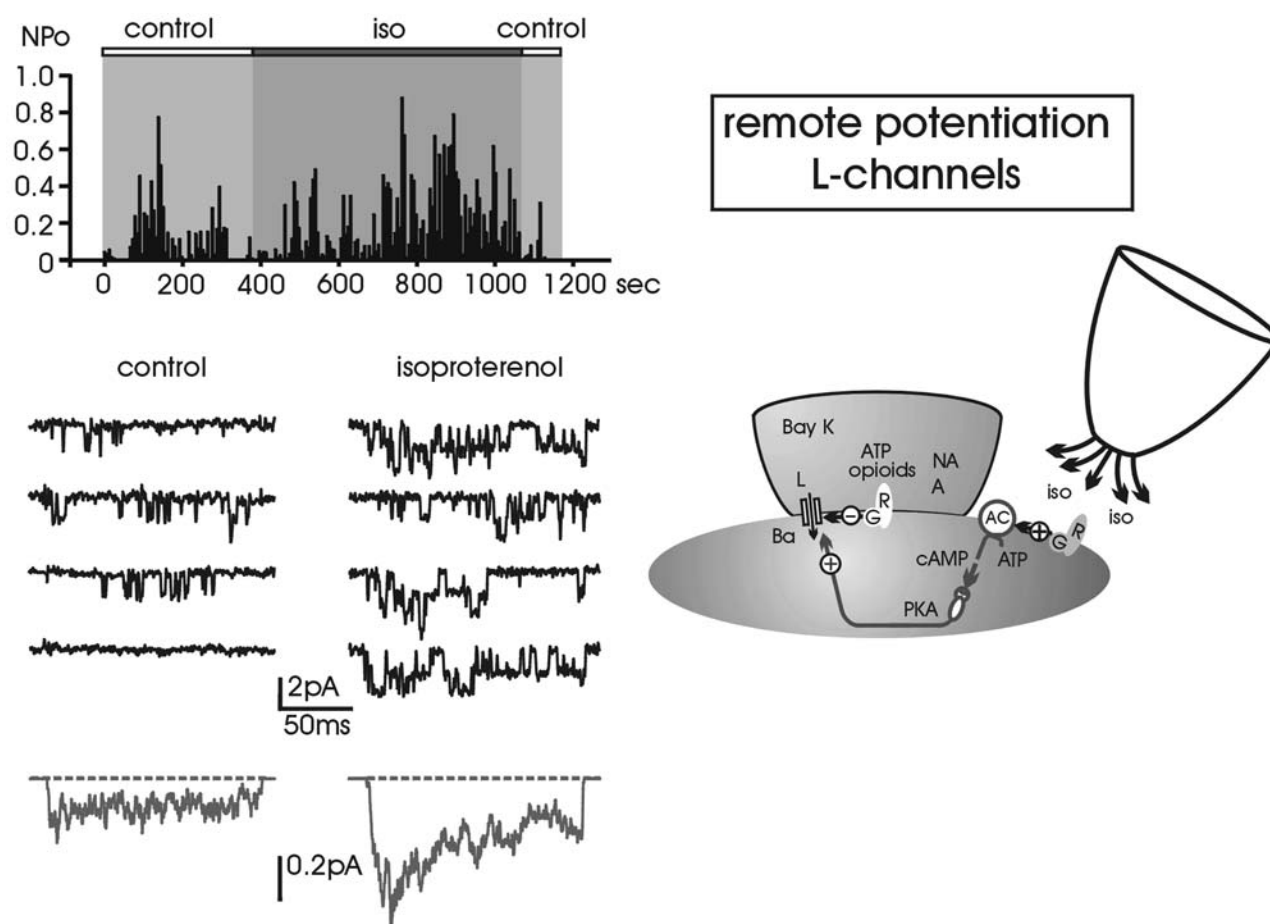 control
iso
control
NPo
1.0
0.8
0.6
0.4
0.2
0
0 200 400 600 800 1000 1200 sec
remote potentiation
L-channels
control
isoproterenol
2pA
50ms
0.2pA
Bay K
ATP
opioids
NA
A
L
R
G
−
Ba
+
AC
+
G
R
cAMP
ATP
PKA
iso
iso